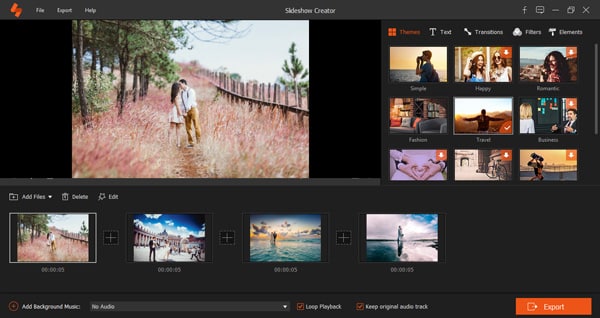 File Export Help Slideshow Creator
Themes Text Transitions Filters Elements
Simple Happy Romantic
Fashion Travel Business
Add Files Delete Edit
00:00:05 00:00:05 00:00:05 00:00:05
Add Background Music: No Audio Loop Playback Keep original audio track Export